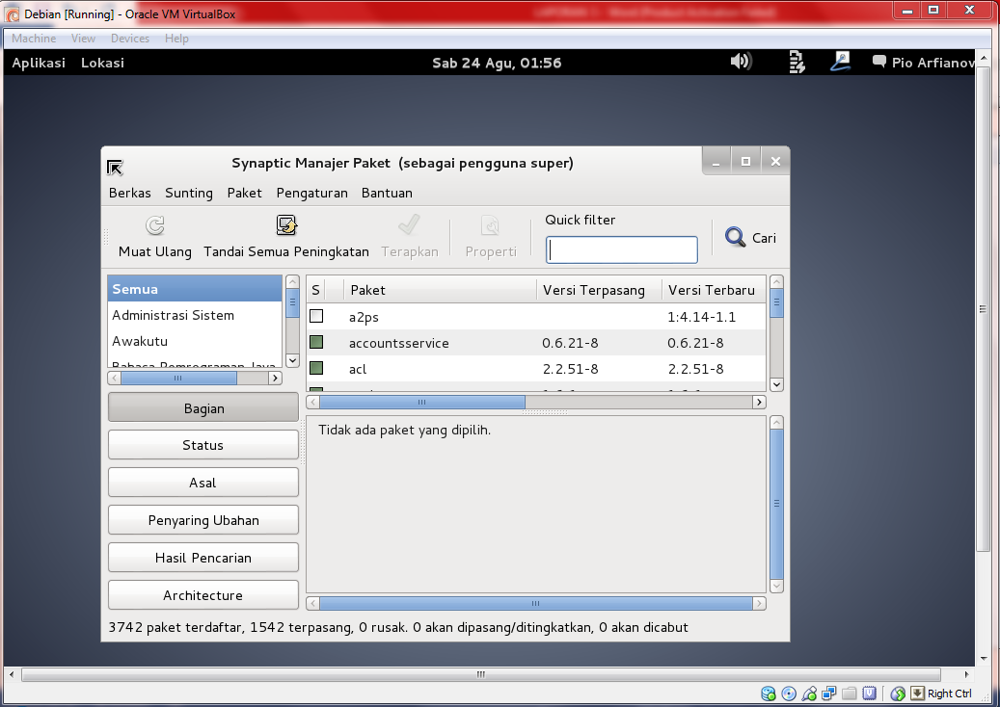 Debian [Running] - Oracle VM VirtualBox
Machine View Devices Help
Aplikasi Lokasi Sab 24 Agu, 01:56 Pio Arfianov
Synaptic Manajer Paket (sebagai pengguna super)
Berkas Sunting Paket Pengaturan Bantuan
Quick filter
Muat Ulang Tandai Semua Peningkatan Terapkan Properti Cari
Semua
Administrasi Sistem
Awakutu
Bahasa Pemrograman Java
S Paket Versi Terpasang Versi Terbaru
a2ps 1:4.14-1.1
accountsservice 0.6.21-8 0.6.21-8
acl 2.2.51-8 2.2.51-8
Bagian
Status
Asal
Penyaring Ubahan
Hasil Pencarian
Architecture
Tidak ada paket yang dipilih.
3742 paket terdaftar, 1542 terpasang, 0 rusak. 0 akan dipasang/ditingkatkan, 0 akan dicabut
Right Ctrl